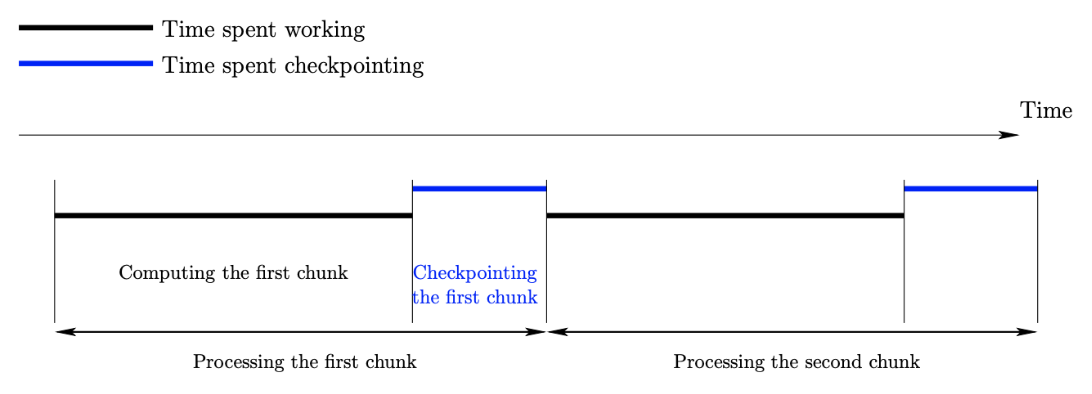 Time spent working
Time spent checkpointing
Time
Computing the first chunk
Checkpointing
the first chunk
Processing the first chunk
Processing the second chunk